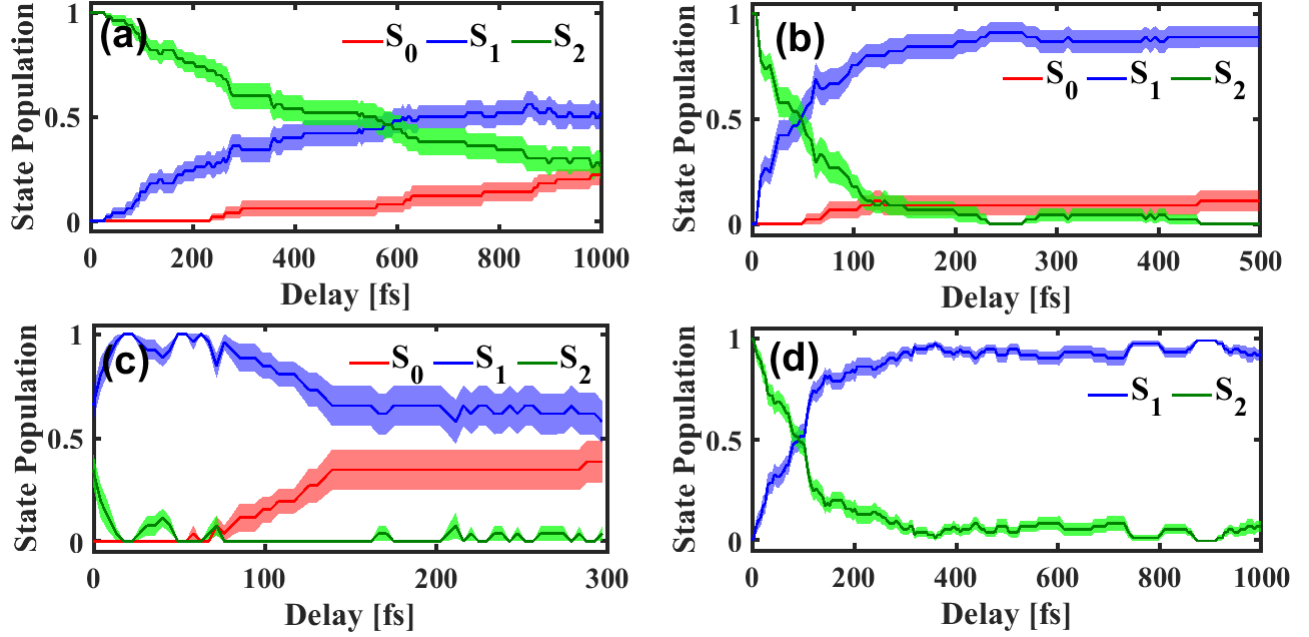 (a)
S0 S1 S2
1
0.5
0
State Population
0 200 400 600 800 1000
Delay [fs]
(b)
S0 S1 S2
1
0.5
0
State Population
0 100 200 300 400 500
Delay [fs]
(c)
S0 S1 S2
1
0.5
0
State Population
0 100 200 300
Delay [fs]
(d)
S1 S2
1
0.5
0
State Population
0 200 400 600 800 1000
Delay [fs]